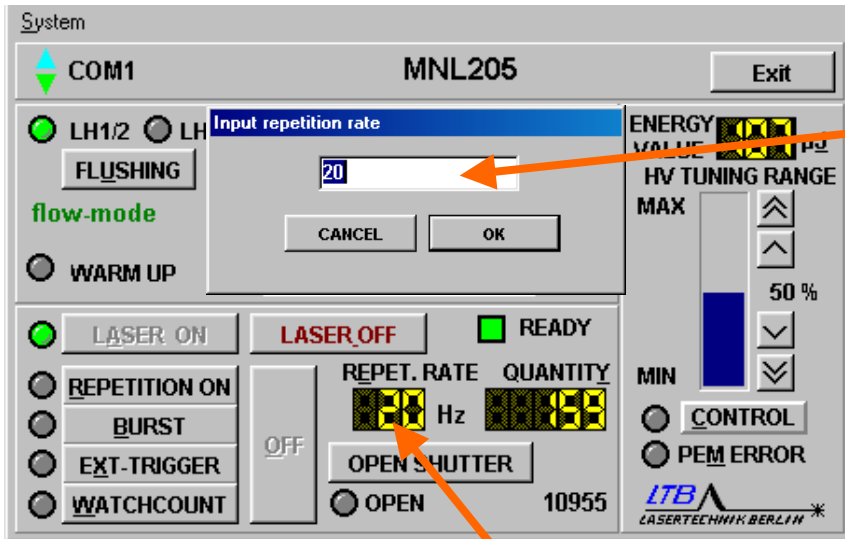 System
COM1
MNL205
Exit
LH1/2
LH
FLUSHING
flow-mode
WARM UP
Input repetition rate
20
CANCEL
OK
ENERGY
VALUE
µJ
HV TUNING RANGE
MAX
50 %
MIN
CONTROL
PEM ERROR
LASER ON
LASER OFF
READY
REPETITION ON
BURST
EXT-TRIGGER
WATCHCOUNT
OFF
REPET. RATE
QUANTITY
Hz
OPEN SHUTTER
OPEN
10955
LTB
LASERTECHNIK BERLIN